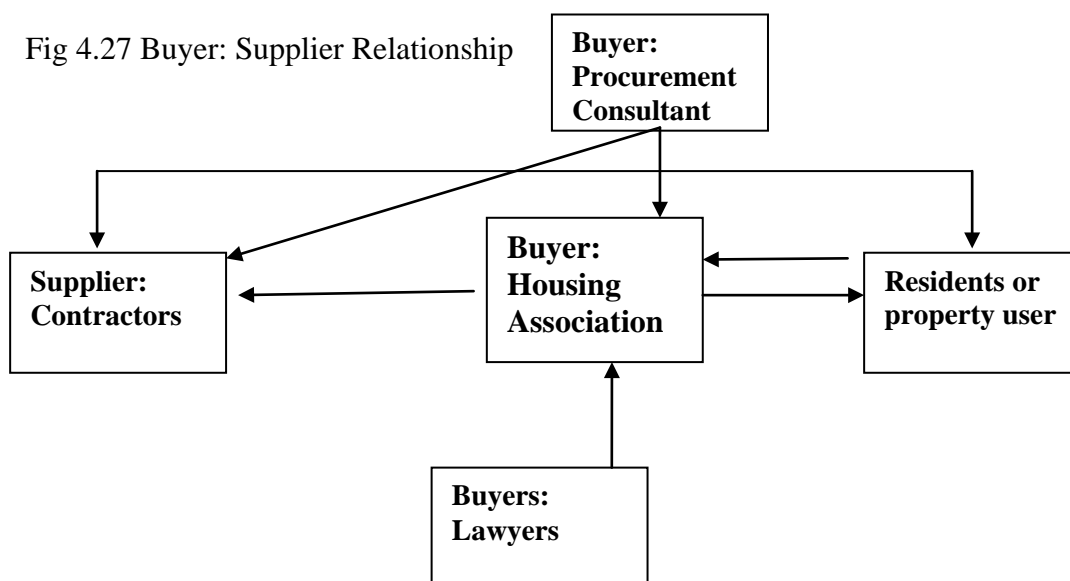 Fig 4.27 Buyer: Supplier Relationship
Buyer:
Procurement
Consultant
Supplier:
Contractors
Buyer:
Housing
Association
Residents or
property user
Buyers:
Lawyers